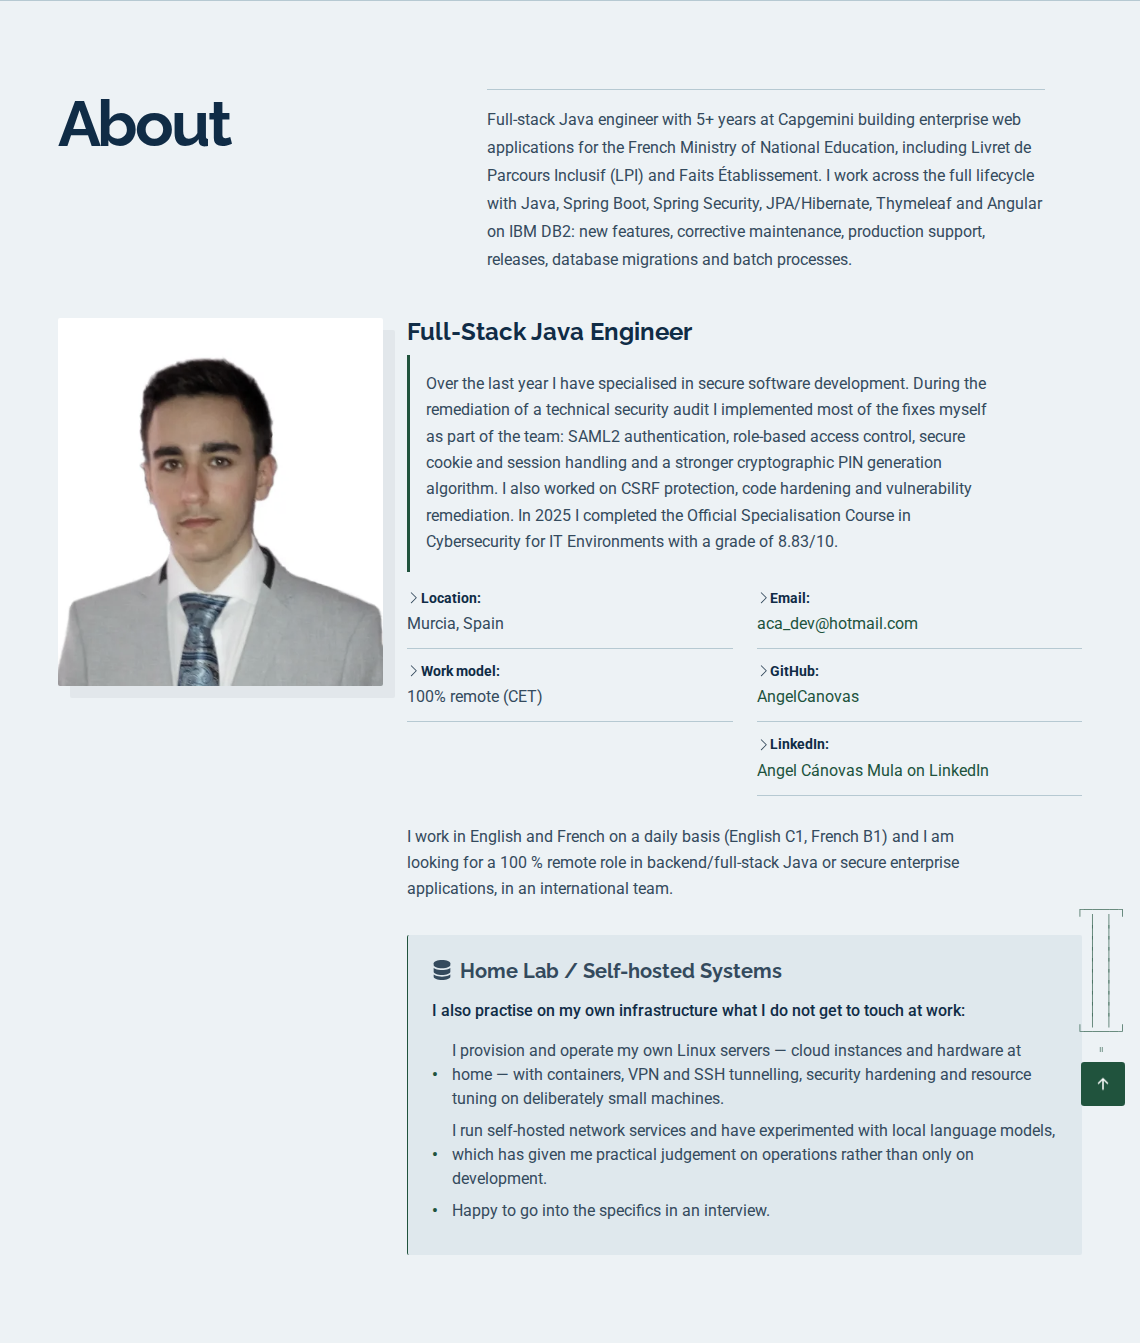 About
Full-stack Java engineer with 5+ years at Capgemini building enterprise web
applications for the French Ministry of National Education, including Livret de
Parcours Inclusif (LPI) and Faits Établissement. I work across the full lifecycle
with Java, Spring Boot, Spring Security, JPA/Hibernate, Thymeleaf and Angular
on IBM DB2: new features, corrective maintenance, production support,
releases, database migrations and batch processes.
Full-Stack Java Engineer
Over the last year I have specialised in secure software development. During the
remediation of a technical security audit I implemented most of the fixes myself
as part of the team: SAML2 authentication, role-based access control, secure
cookie and session handling and a stronger cryptographic PIN generation
algorithm. I also worked on CSRF protection, code hardening and vulnerability
remediation. In 2025 I completed the Official Specialisation Course in
Cybersecurity for IT Environments with a grade of 8.83/10.
Location:
Murcia, Spain
Work model:
100% remote (CET)
Email:
aca_dev@hotmail.com
GitHub:
AngelCanovas
LinkedIn:
Angel Cánovas Mula on LinkedIn
I work in English and French on a daily basis (English C1, French B1) and I am
looking for a 100 % remote role in backend/full-stack Java or secure enterprise
applications, in an international team.
Home Lab / Self-hosted Systems
I also practise on my own infrastructure what I do not get to touch at work:
I provision and operate my own Linux servers — cloud instances and hardware at
• home — with containers, VPN and SSH tunnelling, security hardening and resource
tuning on deliberately small machines.
I run self-hosted network services and have experimented with local language models,
• which has given me practical judgement on operations rather than only on
development.
• Happy to go into the specifics in an interview.